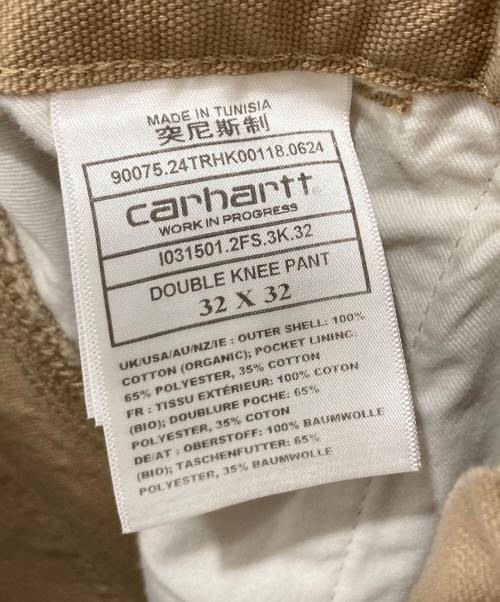 MADE IN TUNISIA
突尼斯制
90075.24TRHK00118.0624
carhartt®
WORK IN PROGRESS
I031501.2FS.3K.32
DOUBLE KNEE PANT
32 X 32
UK/USA/AU/NZ/IE : OUTER SHELL: 100%
COTTON (ORGANIC); POCKET LINING:
65% POLYESTER, 35% COTTON
FR : TISSU EXTÉRIEUR: 100% COTON
(BIO); DOUBLURE POCHE: 65%
POLYESTER, 35% COTON
DE/AT : OBERSTOFF: 100% BAUMWOLLE
(BIO); TASCHENFUTTER: 65%
POLYESTER, 35% BAUMWOLLE